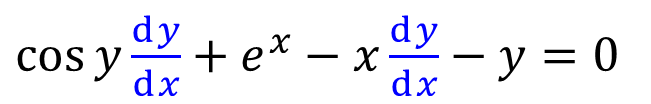 cos y dy/dx + e^x − x dy/dx − y = 0